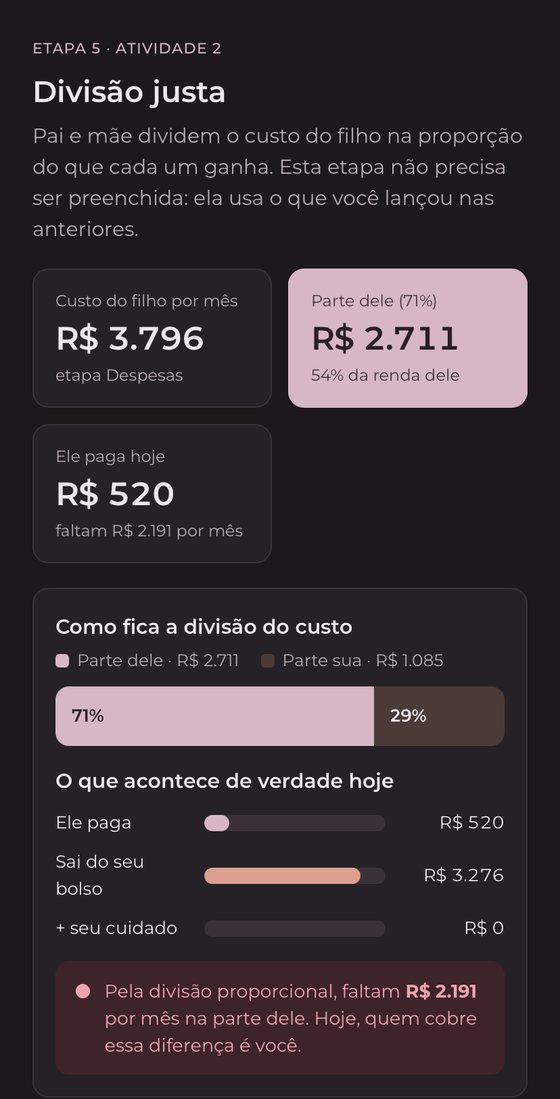 ETAPA 5 · ATIVIDADE 2
Divisão justa
Pai e mãe dividem o custo do filho na proporção
do que cada um ganha. Esta etapa não precisa
ser preenchida: ela usa o que você lançou nas
anteriores.
Custo do filho por mês
R$ 3.796
etapa Despesas
Parte dele (71%)
R$ 2.711
54% da renda dele
Ele paga hoje
R$ 520
faltam R$ 2.191 por mês
Como fica a divisão do custo
Parte dele · R$ 2.711
Parte sua · R$ 1.085
71%
29%
O que acontece de verdade hoje
Ele paga
R$ 520
Sai do seu
bolso
R$ 3.276
+ seu cuidado
R$ 0
Pela divisão proporcional, faltam R$ 2.191
por mês na parte dele. Hoje, quem cobre
essa diferença é você.